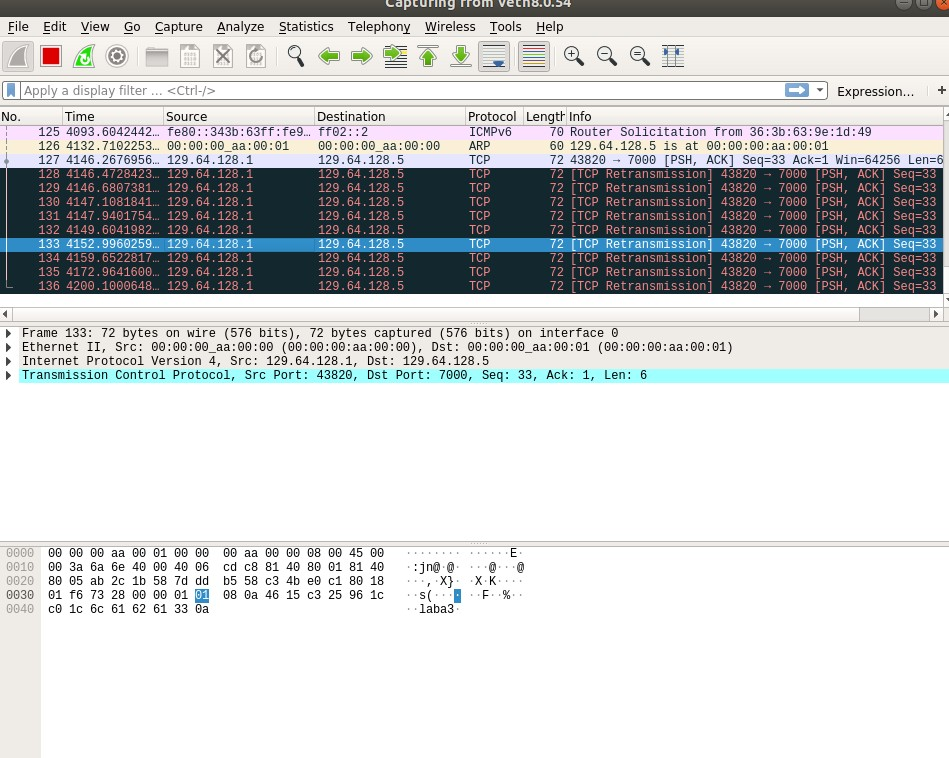 Capturing from veth8.0.54
File Edit View Go Capture Analyze Statistics Telephony Wireless Tools Help
Apply a display filter ... <Ctrl-/> Expression... +
No. Time Source Destination Protocol Length Info
125 4093.6042442... fe80::343b:63ff:fe9... ff02::2 ICMPv6 70 Router Solicitation from 36:3b:63:9e:1d:49
126 4132.7102253... 00:00:00_aa:00:01 00:00:00_aa:00:00 ARP 60 129.64.128.5 is at 00:00:00:aa:00:01
127 4146.2676956... 129.64.128.1 129.64.128.5 TCP 72 43820 → 7000 [PSH, ACK] Seq=33 Ack=1 Win=64256 Len=6
128 4146.4728423... 129.64.128.1 129.64.128.5 TCP 72 [TCP Retransmission] 43820 → 7000 [PSH, ACK] Seq=33
129 4146.6807381... 129.64.128.1 129.64.128.5 TCP 72 [TCP Retransmission] 43820 → 7000 [PSH, ACK] Seq=33
130 4147.1081841... 129.64.128.1 129.64.128.5 TCP 72 [TCP Retransmission] 43820 → 7000 [PSH, ACK] Seq=33
131 4147.9401754... 129.64.128.1 129.64.128.5 TCP 72 [TCP Retransmission] 43820 → 7000 [PSH, ACK] Seq=33
132 4149.6041982... 129.64.128.1 129.64.128.5 TCP 72 [TCP Retransmission] 43820 → 7000 [PSH, ACK] Seq=33
133 4152.9960259... 129.64.128.1 129.64.128.5 TCP 72 [TCP Retransmission] 43820 → 7000 [PSH, ACK] Seq=33
134 4159.6522817... 129.64.128.1 129.64.128.5 TCP 72 [TCP Retransmission] 43820 → 7000 [PSH, ACK] Seq=33
135 4172.9641600... 129.64.128.1 129.64.128.5 TCP 72 [TCP Retransmission] 43820 → 7000 [PSH, ACK] Seq=33
136 4200.1000648... 129.64.128.1 129.64.128.5 TCP 72 [TCP Retransmission] 43820 → 7000 [PSH, ACK] Seq=33
Frame 133: 72 bytes on wire (576 bits), 72 bytes captured (576 bits) on interface 0
Ethernet II, Src: 00:00:00_aa:00:00 (00:00:00:aa:00:00), Dst: 00:00:00_aa:00:01 (00:00:00:aa:00:01)
Internet Protocol Version 4, Src: 129.64.128.1, Dst: 129.64.128.5
Transmission Control Protocol, Src Port: 43820, Dst Port: 7000, Seq: 33, Ack: 1, Len: 6
0000 00 00 00 aa 00 01 00 00 00 aa 00 00 08 00 45 00 ········ ······E·
0010 00 3a 6a 6e 40 00 40 06 cd c8 81 40 80 01 81 40 ·:jn@·@· ···@···@
0020 80 05 ab 2c 1b 58 7d dd b5 58 c3 4b e0 c1 80 18 ···,·X}· ·X·K····
0030 01 f6 73 28 00 00 01 01 08 0a 46 15 c3 25 96 1c ··s(···· ··F··%··
0040 c0 1c 6c 61 62 61 33 0a ··laba3·